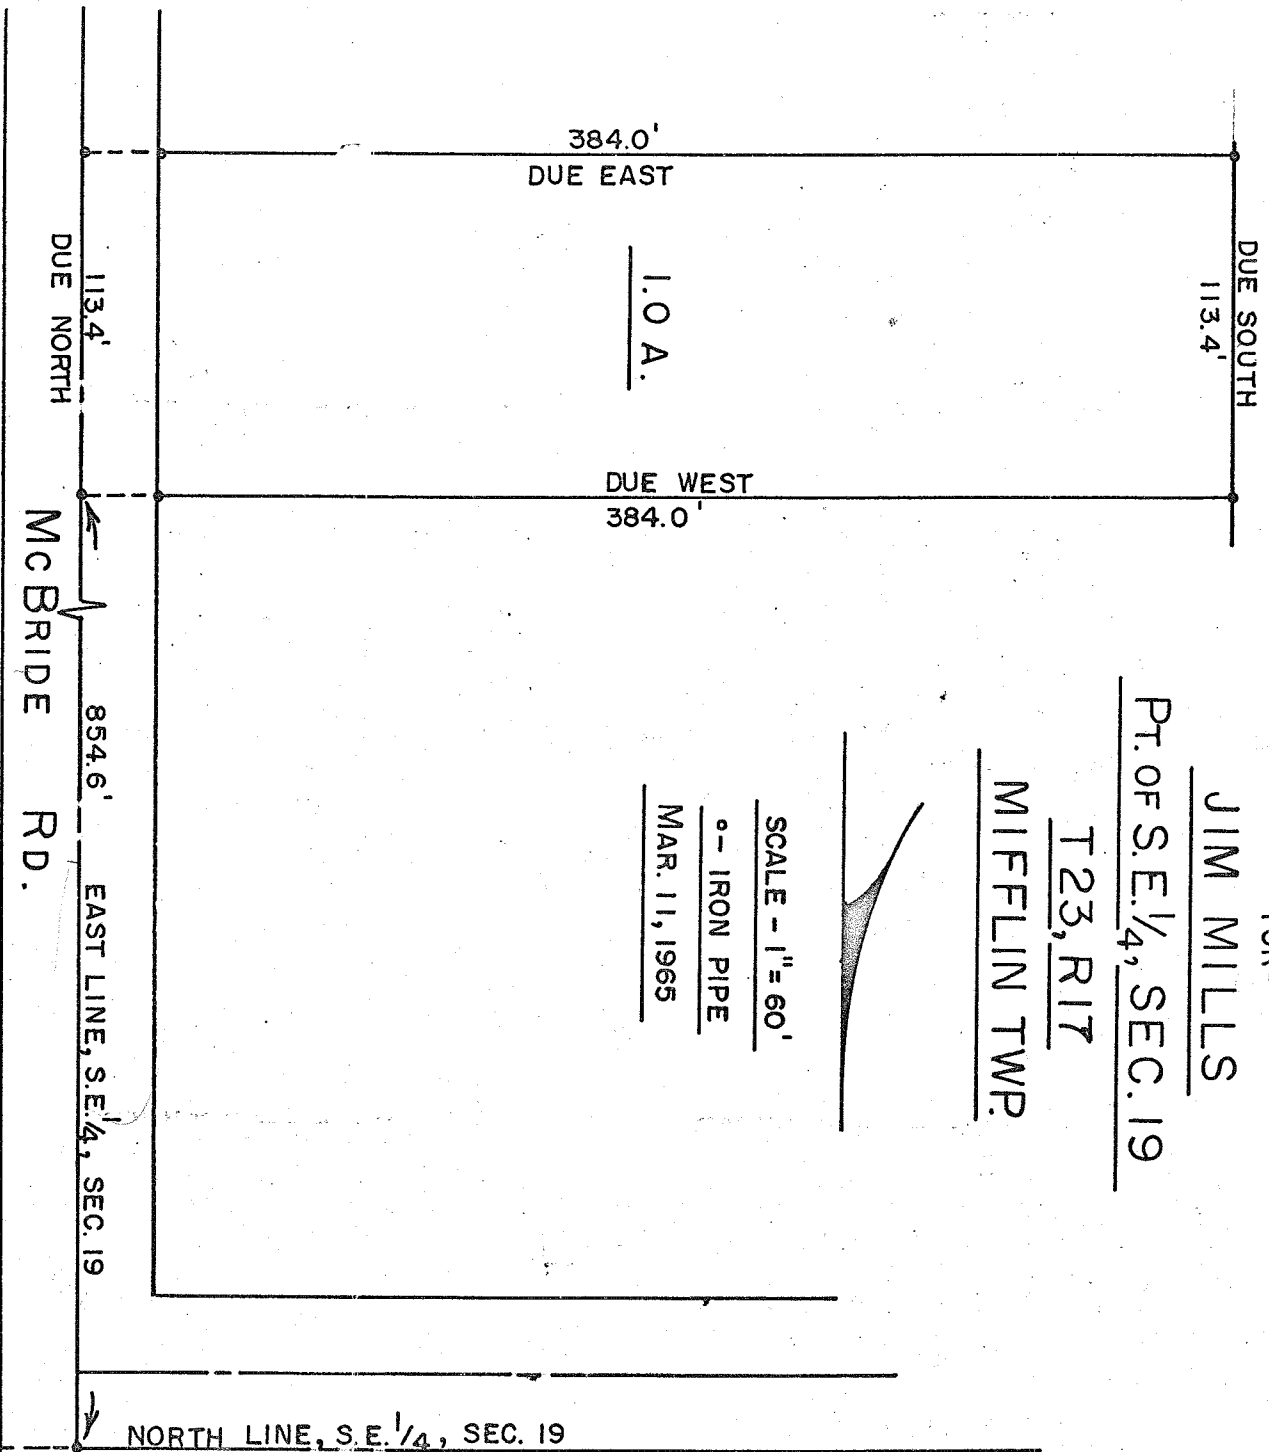 JIM MILLS
PT. OF S.E. 1/4, SEC. 19
T 23, R 17
MIFFLIN TWP.
SCALE - 1" = 60'
o- IRON PIPE
MAR. 11, 1965
DUE SOUTH
113.4'
384.0'
DUE EAST
1.0 A.
DUE WEST
384.0'
113.4'
DUE NORTH
854.6' EAST LINE, S.E. 1/4, SEC. 19
MCBRIDE RD.
NORTH LINE, S.E. 1/4, SEC. 19